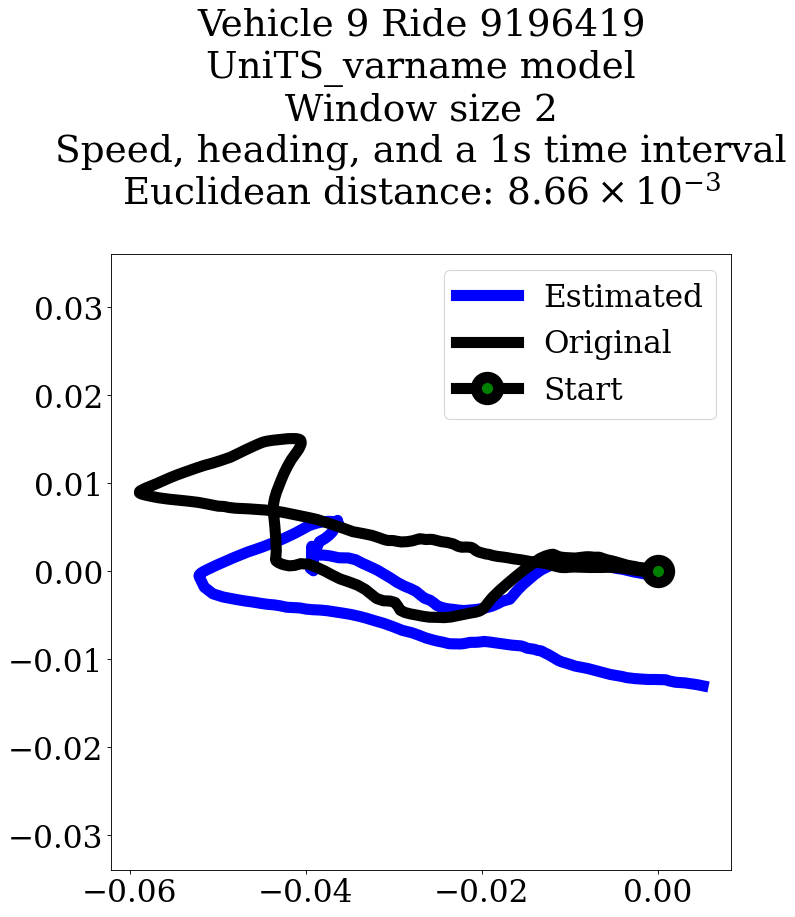 Vehicle 9 Ride 9196419
UniTS_varname model
Window size 2
Speed, heading, and a 1s time interval
Euclidean distance: 8.66 × 10⁻³
Estimated
Original
Start
0.03
0.02
0.01
0.00
−0.01
−0.02
−0.03
−0.06
−0.04
−0.02
0.00